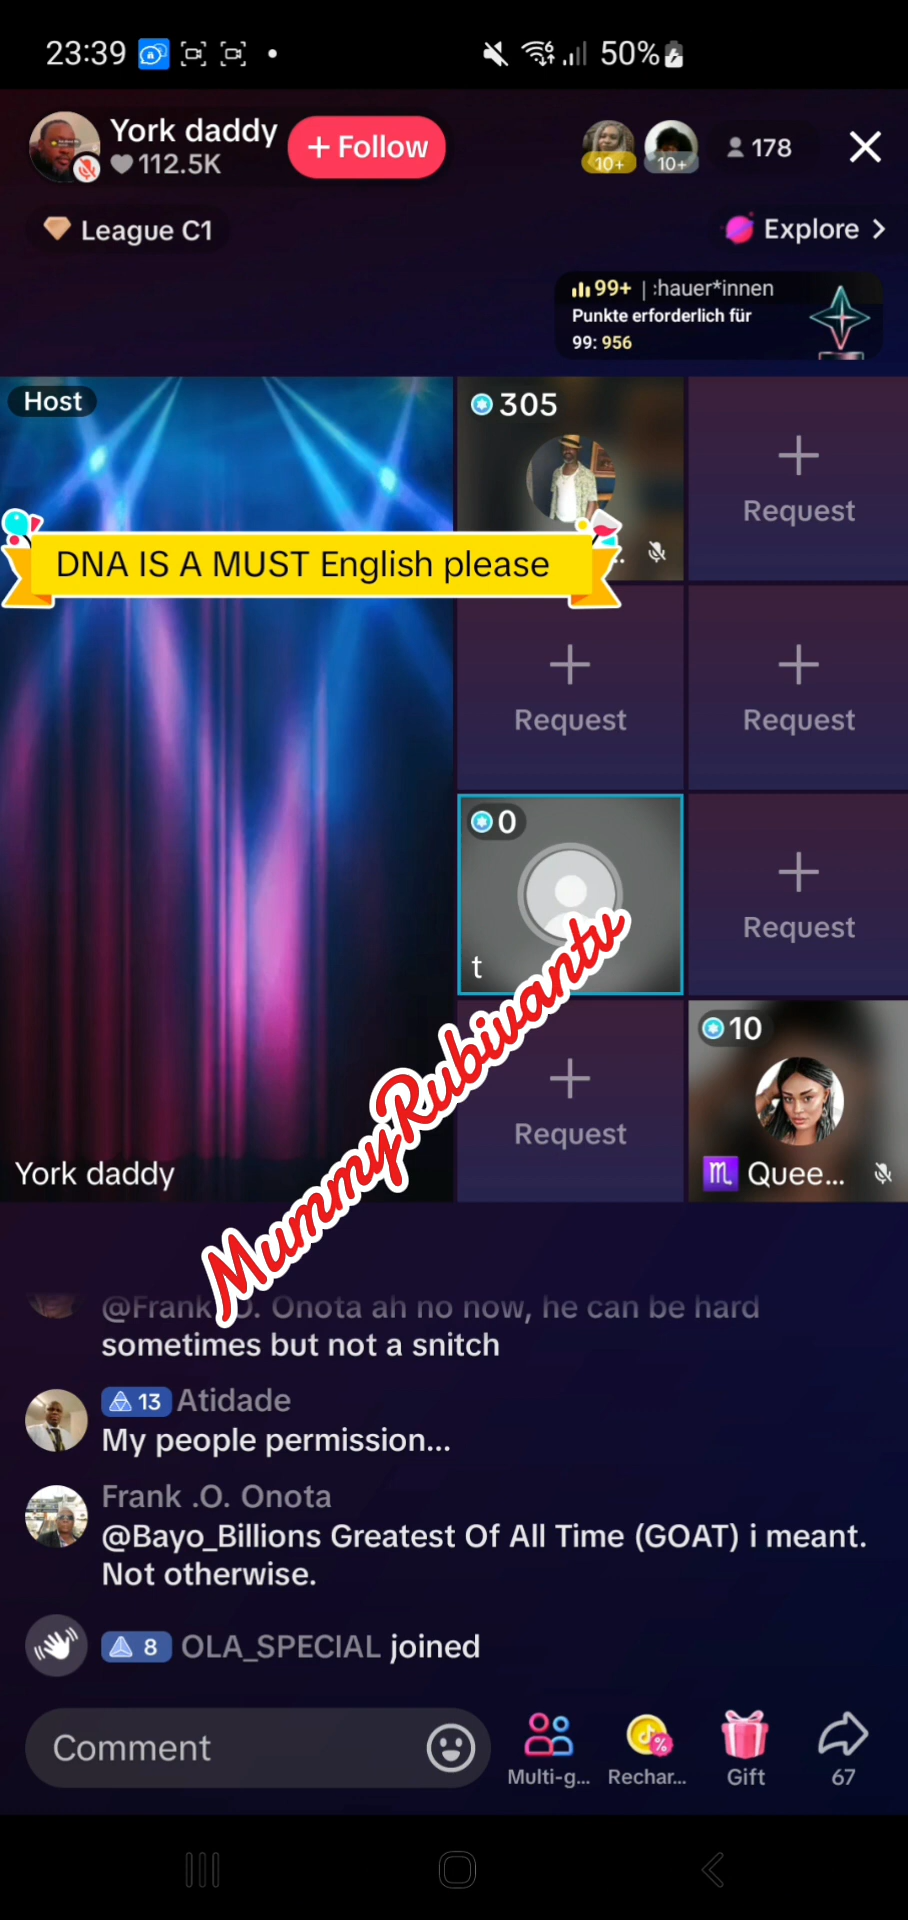 23:39
50%
York daddy
112.5K
+ Follow
10+
10+
178
League C1
Explore
99+ | :hauer*innen
Punkte erforderlich für
99: 956
Host
305
Request
DNA IS A MUST English please
..
Request
Request
0
t
Request
MummyRubivantv
10
Request
Quee...
York daddy
@Frank .O. Onota ah no now, he can be hard
sometimes but not a snitch
13 Atidade
My people permission...
Frank .O. Onota
@Bayo_Billions Greatest Of All Time (GOAT) i meant.
Not otherwise.
8 OLA_SPECIAL joined
Comment
Multi-g...
Rechar...
Gift
67